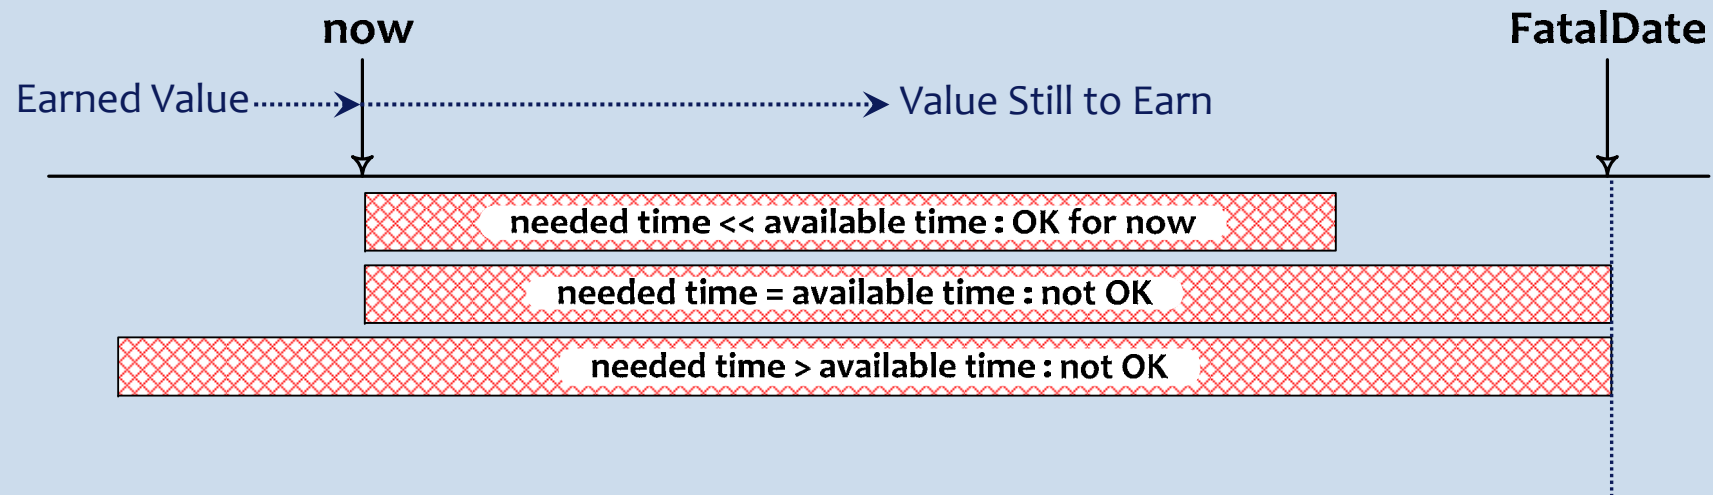 now
FatalDate
Earned Value
Value Still to Earn
needed time << available time : OK for now
needed time = available time : not OK
needed time > available time : not OK